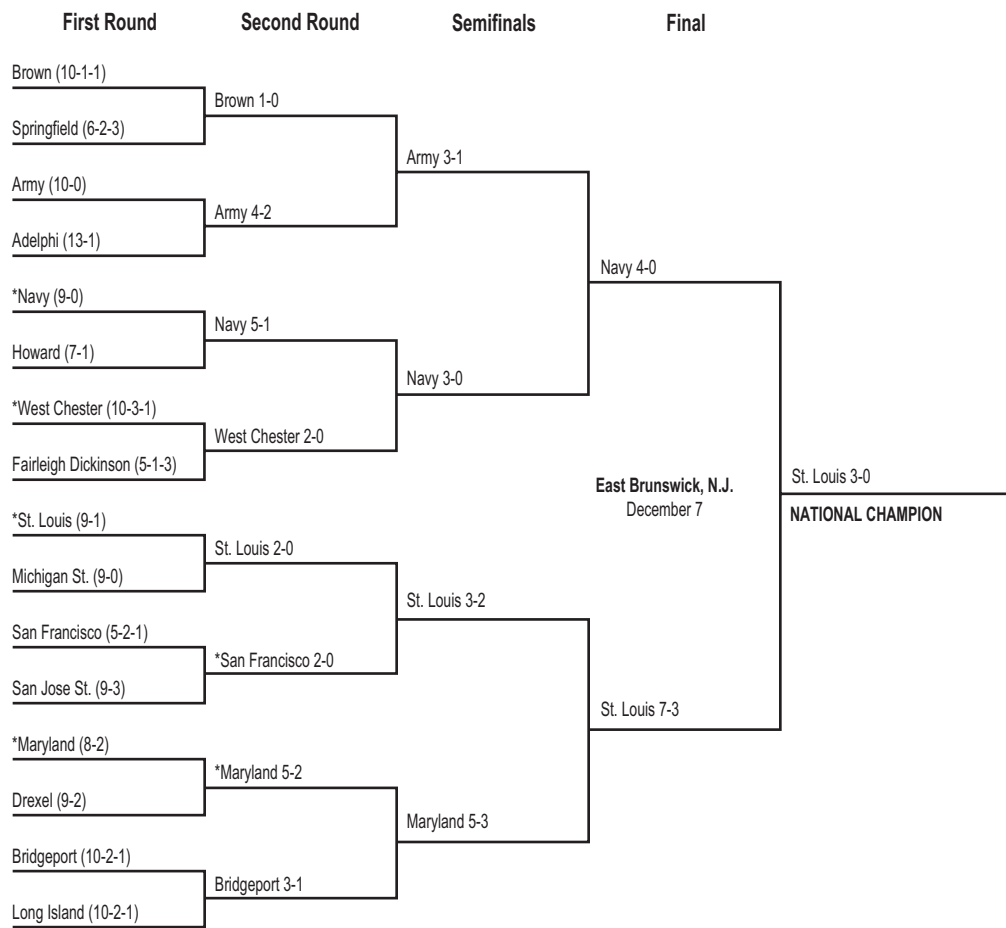 First Round
Second Round
Semifinals
Final
Brown (10-1-1)
Springfield (6-2-3)
Army (10-0)
Adelphi (13-1)
*Navy (9-0)
Howard (7-1)
*West Chester (10-3-1)
Fairleigh Dickinson (5-1-3)
*St. Louis (9-1)
Michigan St. (9-0)
San Francisco (5-2-1)
San Jose St. (9-3)
*Maryland (8-2)
Drexel (9-2)
Bridgeport (10-2-1)
Long Island (10-2-1)
Brown 1-0
Army 4-2
Navy 5-1
West Chester 2-0
St. Louis 2-0
*San Francisco 2-0
*Maryland 5-2
Bridgeport 3-1
Army 3-1
Navy 3-0
St. Louis 3-2
Maryland 5-3
Navy 4-0
St. Louis 7-3
East Brunswick, N.J.
December 7
St. Louis 3-0
NATIONAL CHAMPION